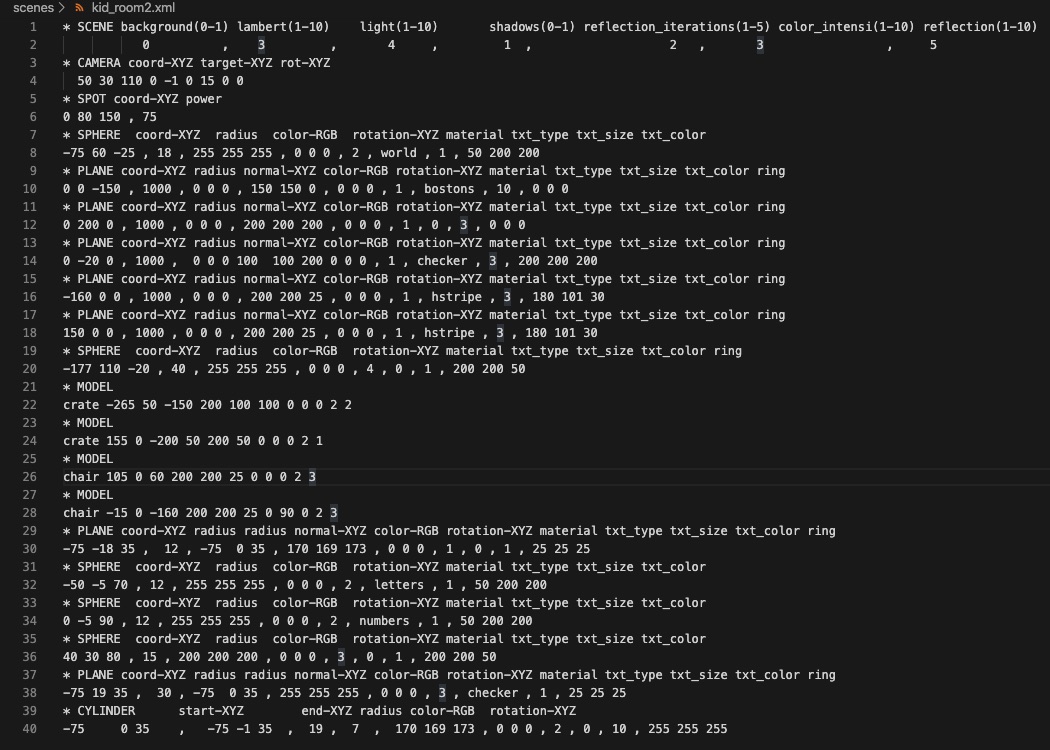 scenes > kid_room2.xml
1 * SCENE background(0-1) lambert(1-10) light(1-10) shadows(0-1) reflection_iterations(1-5) color_intensi(1-10) reflection(1-10)
2 0 , 3 , 4 , 1 , 2 , 3 , 5
3 * CAMERA coord-XYZ target-XYZ rot-XYZ
4 50 30 110 0 -1 0 15 0 0
5 * SPOT coord-XYZ power
6 0 80 150 , 75
7 * SPHERE coord-XYZ radius color-RGB rotation-XYZ material txt_type txt_size txt_color
8 -75 60 -25 , 18 , 255 255 255 , 0 0 0 , 2 , world , 1 , 50 200 200
9 * PLANE coord-XYZ radius normal-XYZ color-RGB rotation-XYZ material txt_type txt_size txt_color ring
10 0 0 -150 , 1000 , 0 0 0 , 150 150 0 , 0 0 0 , 1 , bostons , 10 , 0 0 0
11 * PLANE coord-XYZ radius normal-XYZ color-RGB rotation-XYZ material txt_type txt_size txt_color ring
12 0 200 0 , 1000 , 0 0 0 , 200 200 200 , 0 0 0 , 1 , 0 , 3 , 0 0 0
13 * PLANE coord-XYZ radius normal-XYZ color-RGB rotation-XYZ material txt_type txt_size txt_color ring
14 0 -20 0 , 1000 , 0 0 0 100 100 200 0 0 0 , 1 , checker , 3 , 200 200 200
15 * PLANE coord-XYZ radius normal-XYZ color-RGB rotation-XYZ material txt_type txt_size txt_color ring
16 -160 0 0 , 1000 , 0 0 0 , 200 200 25 , 0 0 0 , 1 , hstripe , 3 , 180 101 30
17 * PLANE coord-XYZ radius normal-XYZ color-RGB rotation-XYZ material txt_type txt_size txt_color ring
18 150 0 0 , 1000 , 0 0 0 , 200 200 25 , 0 0 0 , 1 , hstripe , 3 , 180 101 30
19 * SPHERE coord-XYZ radius color-RGB rotation-XYZ material txt_type txt_size txt_color ring
20 -177 110 -20 , 40 , 255 255 255 , 0 0 0 , 4 , 0 , 1 , 200 200 50
21 * MODEL
22 crate -265 50 -150 200 100 100 0 0 0 2 2
23 * MODEL
24 crate 155 0 -200 50 200 50 0 0 0 2 1
25 * MODEL
26 chair 105 0 60 200 200 25 0 0 0 2 3
27 * MODEL
28 chair -15 0 -160 200 200 25 0 90 0 2 3
29 * PLANE coord-XYZ radius radius normal-XYZ color-RGB rotation-XYZ material txt_type txt_size txt_color ring
30 -75 -18 35 , 12 , -75 0 35 , 170 169 173 , 0 0 0 , 1 , 0 , 1 , 25 25 25
31 * SPHERE coord-XYZ radius color-RGB rotation-XYZ material txt_type txt_size txt_color
32 -50 -5 70 , 12 , 255 255 255 , 0 0 0 , 2 , letters , 1 , 50 200 200
33 * SPHERE coord-XYZ radius color-RGB rotation-XYZ material txt_type txt_size txt_color
34 0 -5 90 , 12 , 255 255 255 , 0 0 0 , 2 , numbers , 1 , 50 200 200
35 * SPHERE coord-XYZ radius color-RGB rotation-XYZ material txt_type txt_size txt_color
36 40 30 80 , 15 , 200 200 200 , 0 0 0 , 3 , 0 , 1 , 200 200 50
37 * PLANE coord-XYZ radius radius normal-XYZ color-RGB rotation-XYZ material txt_type txt_size txt_color ring
38 -75 19 35 , 30 , -75 0 35 , 255 255 255 , 0 0 0 , 3 , checker , 1 , 25 25 25
39 * CYLINDER start-XYZ end-XYZ radius color-RGB rotation-XYZ
40 -75 0 35 , -75 -1 35 , 19 , 7 , 170 169 173 , 0 0 0 , 2 , 0 , 10 , 255 255 255